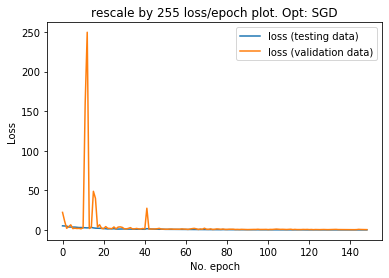 rescale by 255 loss/epoch plot. Opt: SGD
loss (testing data)
loss (validation data)
Loss
250
200
150
100
50
0
0 20 40 60 80 100 120 140
No. epoch